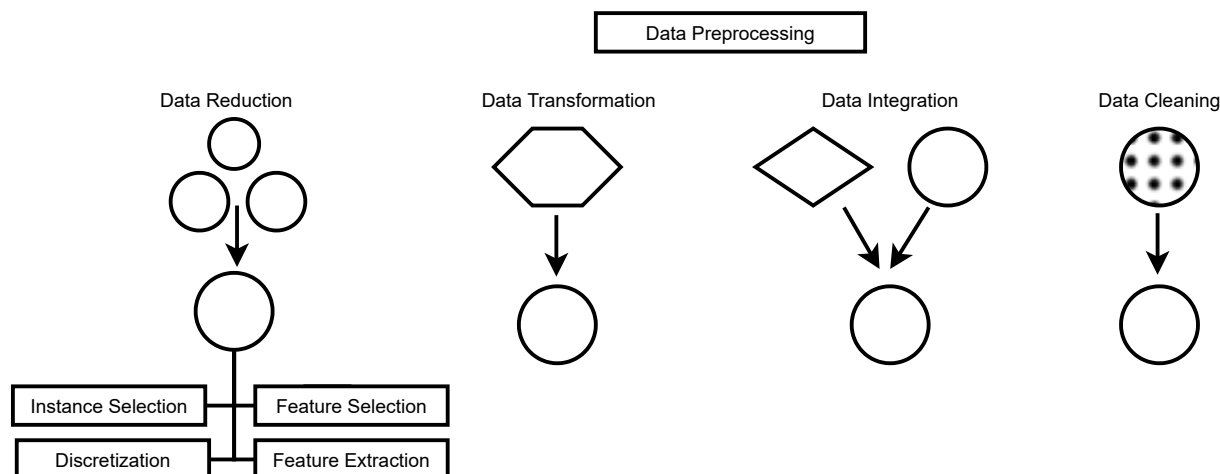 Data Preprocessing
Data Reduction
Data Transformation
Data Integration
Data Cleaning
Instance Selection
Feature Selection
Discretization
Feature Extraction